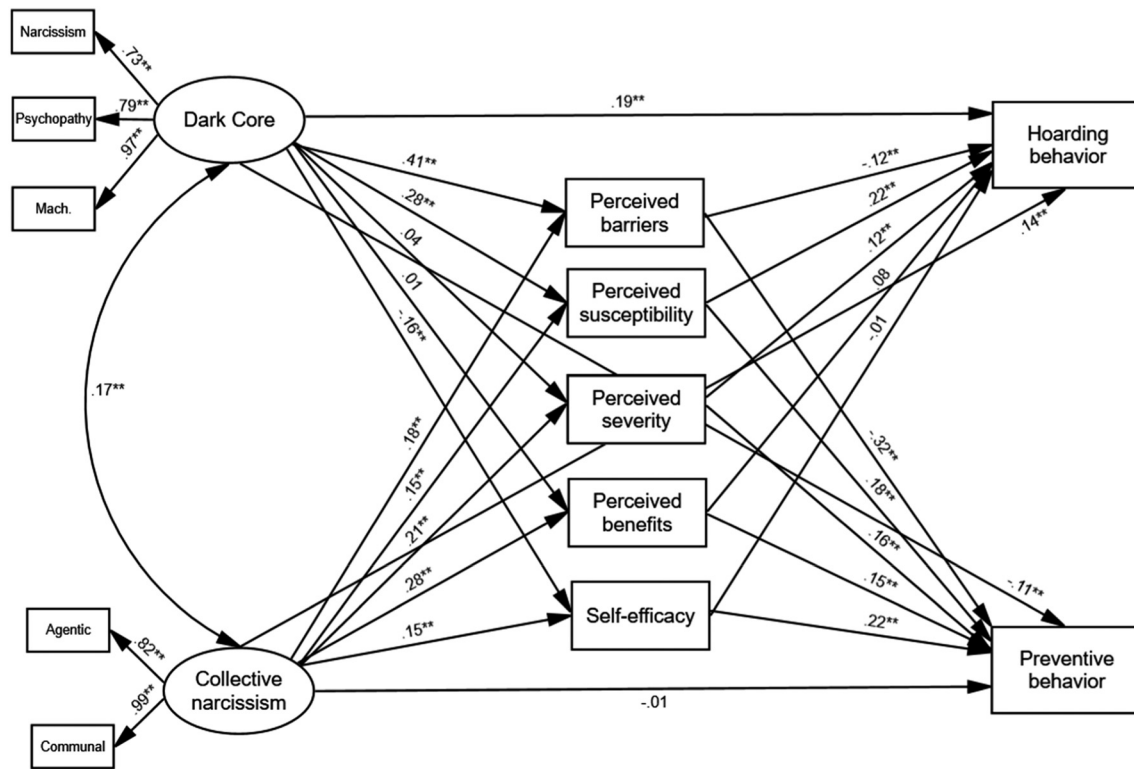 Narcissism
.73**
Psychopathy
.79**
Dark Core
.97**
Mach.
.19**
Hoarding
behavior
.41**
-.12**
.28**
.22**
Perceived
barriers
.04
.12**
.14**
.01
.08
Perceived
susceptibility
-.16**
-.01
.17**
Perceived
severity
.18**
-.32**
.15**
.18**
Perceived
benefits
.21**
.16**
.28**
.15**
-.11**
Self-efficacy
.15**
.22**
Agentic
.82**
Collective
narcissism
.99**
Communal
-.01
Preventive
behavior